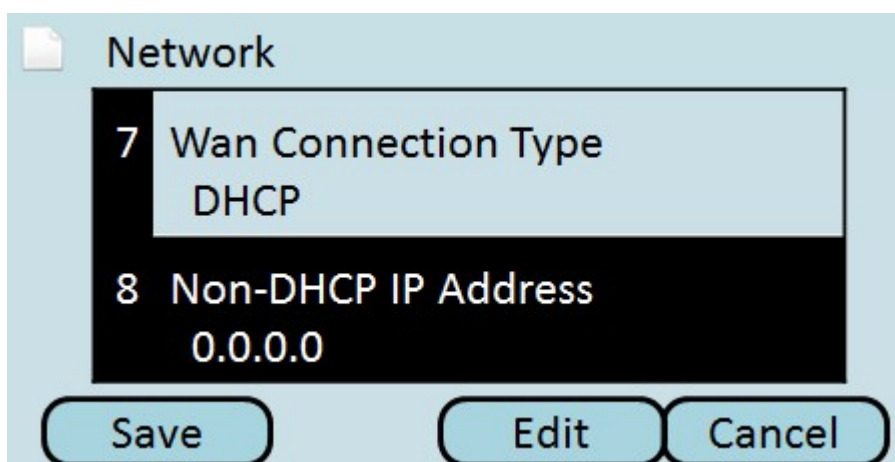 Network
7 Wan Connection Type
DHCP
8 Non-DHCP IP Address
0.0.0.0
Save Edit Cancel